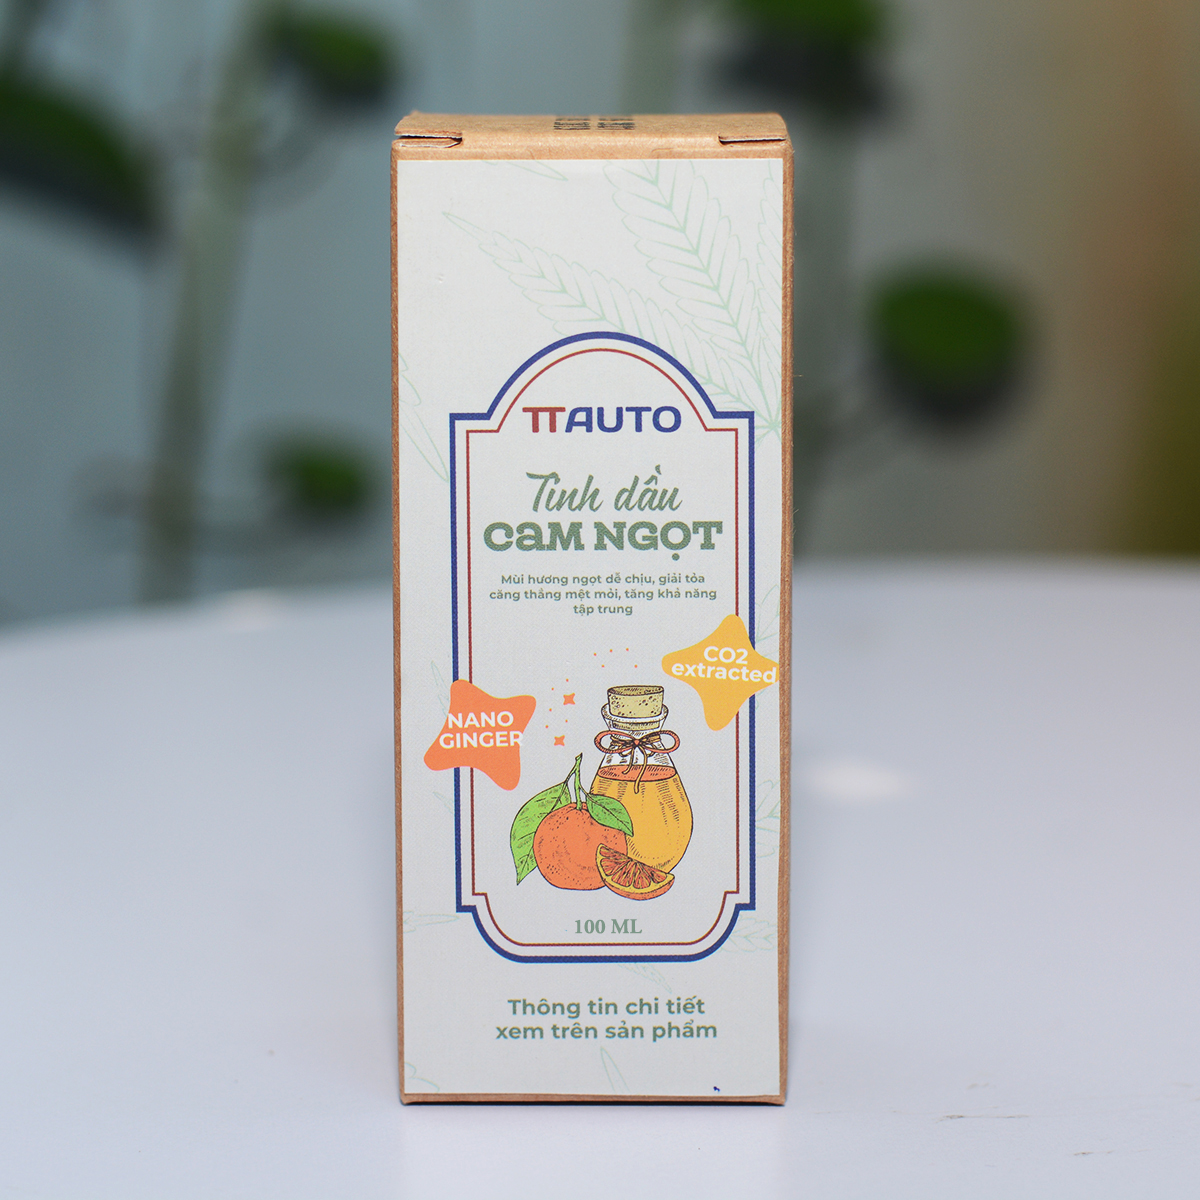 TTAUTO
Tinh dầu
CAM NGỌT
Mùi hương ngọt dễ chịu, giải tỏa
căng thẳng mệt mỏi, tăng khả năng
tập trung
CO2
extracted
NANO
GINGER
100 ML
Thông tin chi tiết
xem trên sản phẩm